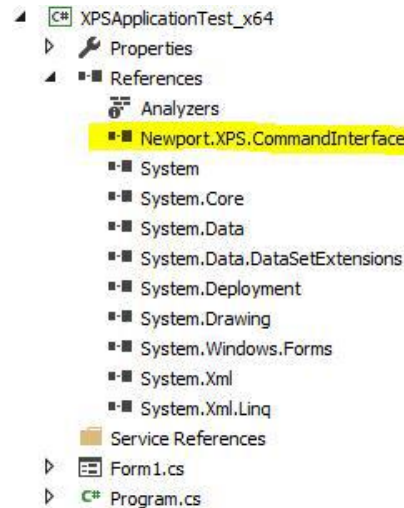 C# XPSApplicationTest_x64
Properties
References
Analyzers
Newport.XPS.CommandInterface
System
System.Core
System.Data
System.Data.DataSetExtensions
System.Deployment
System.Drawing
System.Windows.Forms
System.Xml
System.Xml.Linq
Service References
Form1.cs
C# Program.cs